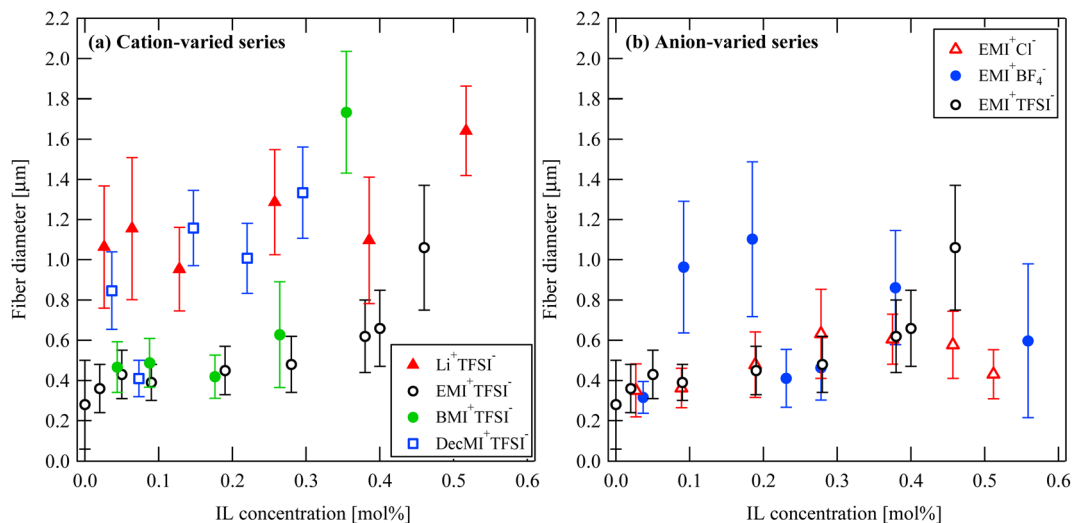 (a) Cation-varied series
Fiber diameter [μm]
2.2
2.0
1.8
1.6
1.4
1.2
1.0
0.8
0.6
0.4
0.2
0.0
0.0 0.1 0.2 0.3 0.4 0.5 0.6
IL concentration [mol%]
Li⁺TFSI⁻
EMI⁺TFSI⁻
BMI⁺TFSI⁻
DecMI⁺TFSI⁻
(b) Anion-varied series
Fiber diameter [μm]
2.2
2.0
1.8
1.6
1.4
1.2
1.0
0.8
0.6
0.4
0.2
0.0
0.0 0.1 0.2 0.3 0.4 0.5 0.6
IL concentration [mol%]
EMI⁺Cl⁻
EMI⁺BF₄⁻
EMI⁺TFSI⁻